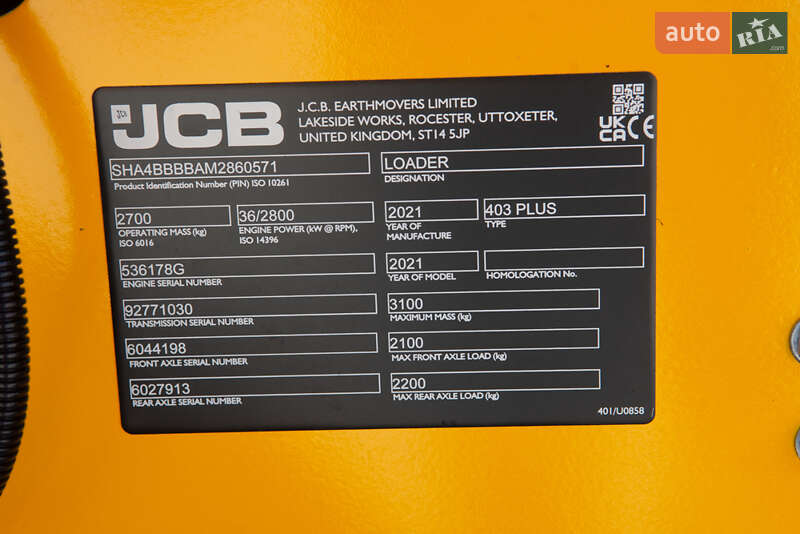 auto RIA .com
JCB J.C.B. EARTHMOVERS LIMITED
LAKESIDE WORKS, ROCESTER, UTTOXETER,
UNITED KINGDOM, ST14 5JP
UK CA CE
SHA4BBBBAM2860571 LOADER
Product Identification Number (PIN) ISO 10261 DESIGNATION
2700 36/2800 2021 403 PLUS
OPERATING MASS (kg) ENGINE POWER (kW @ RPM), YEAR OF TYPE
ISO 6016 ISO 14396 MANUFACTURE
536178G 2021
ENGINE SERIAL NUMBER YEAR OF MODEL HOMOLOGATION No.
92771030 3100
TRANSMISSION SERIAL NUMBER MAXIMUM MASS (kg)
6044198 2100
FRONT AXLE SERIAL NUMBER MAX FRONT AXLE LOAD (kg)
6027913 2200
REAR AXLE SERIAL NUMBER MAX REAR AXLE LOAD (kg)
401/U0858